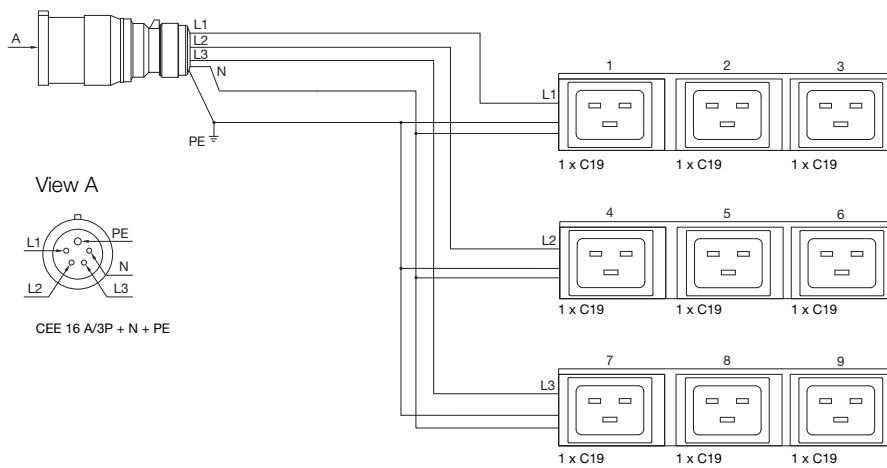 L1
L2
L3
A
N
PE
1 2 3
L1
1 x C19 1 x C19 1 x C19
View A
L1 PE
N
L2 L3
CEE 16 A/3P + N + PE
4 5 6
L2
1 x C19 1 x C19 1 x C19
7 8 9
L3
1 x C19 1 x C19 1 x C19